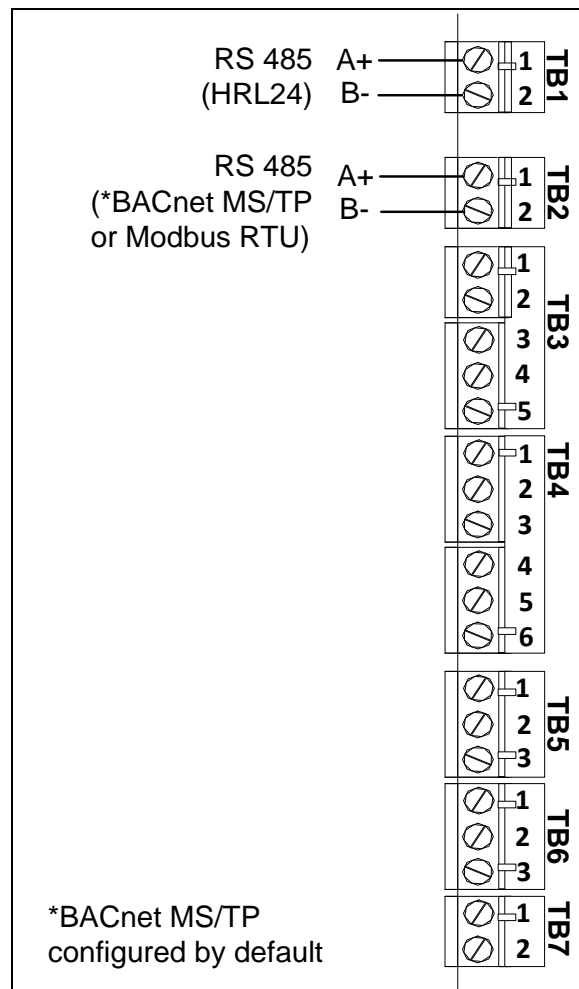 RS 485 A+ 1
(HRL24) B- 2
TB1
RS 485 A+ 1
(*BACnet MS/TP B- 2
or Modbus RTU)
TB2
1
2
3
4
5
TB3
1
2
3
4
5
6
TB4
1
2
3
TB5
1
2
3
TB6
1
2
TB7
*BACnet MS/TP
configured by default